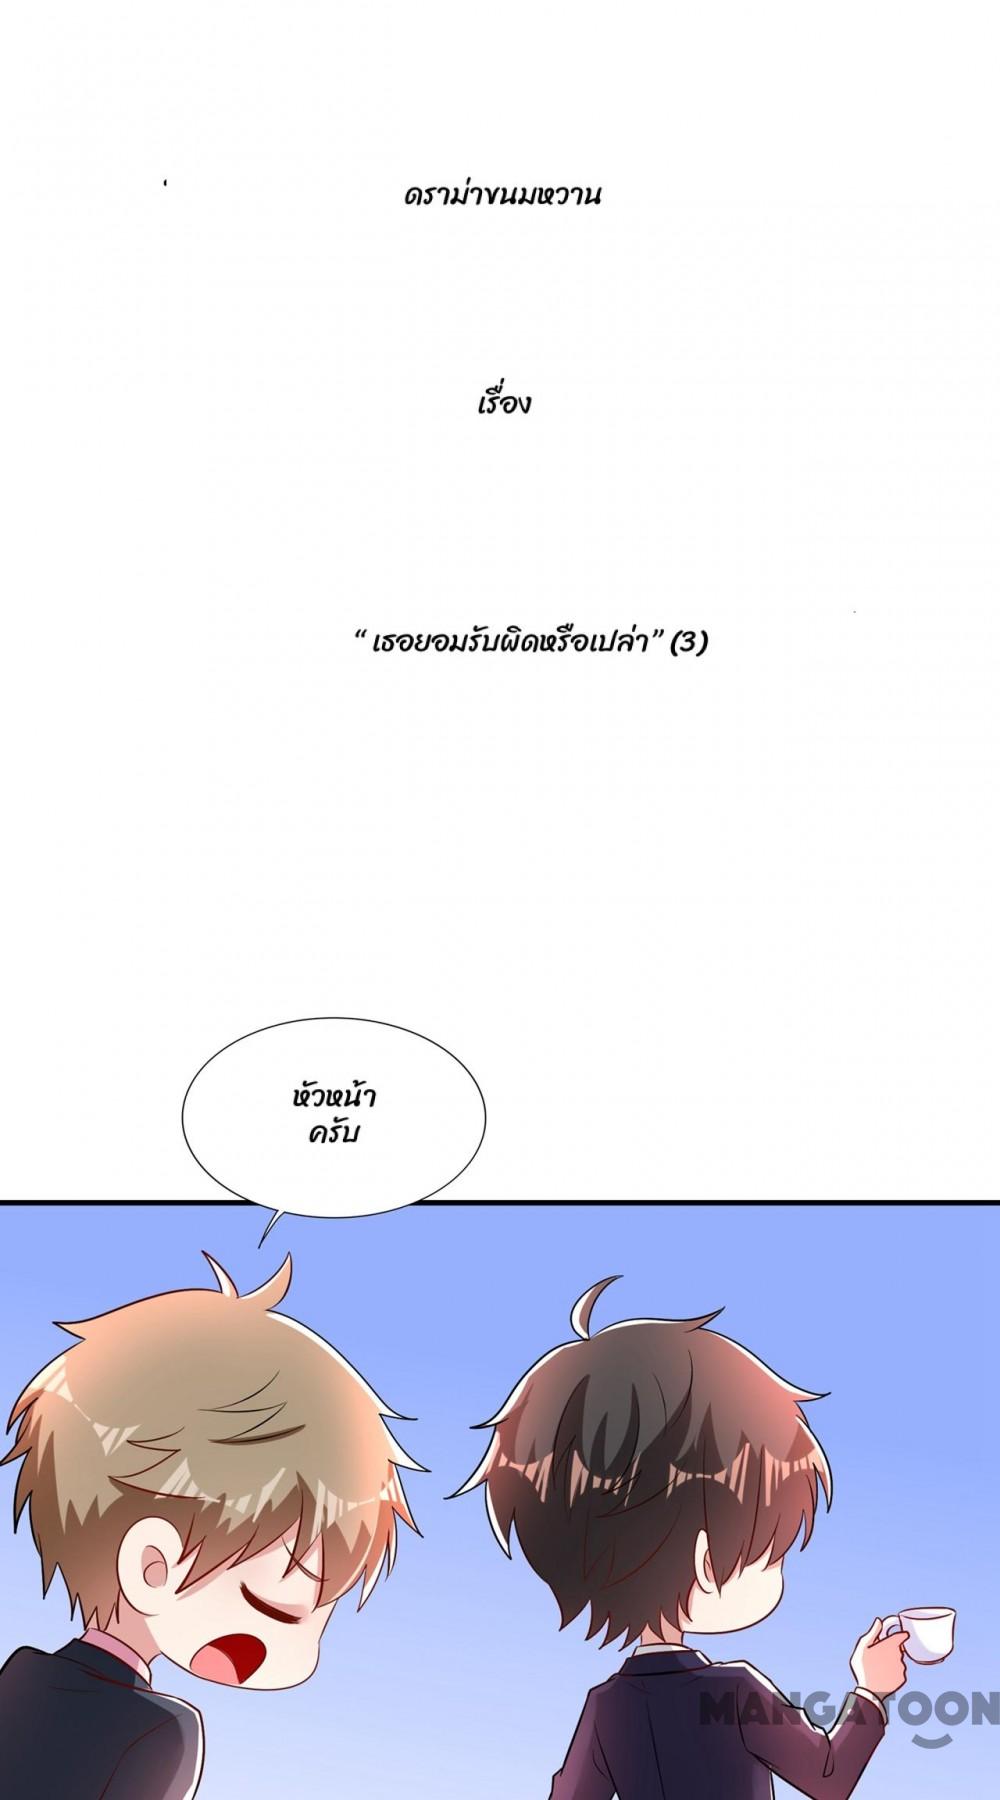 ดราม่าขนมหวาน
เรื่อง
“ เธอยอมรับผิดหรือเปล่า” (3)
หัวหน้า
ครับ
MANGATOON